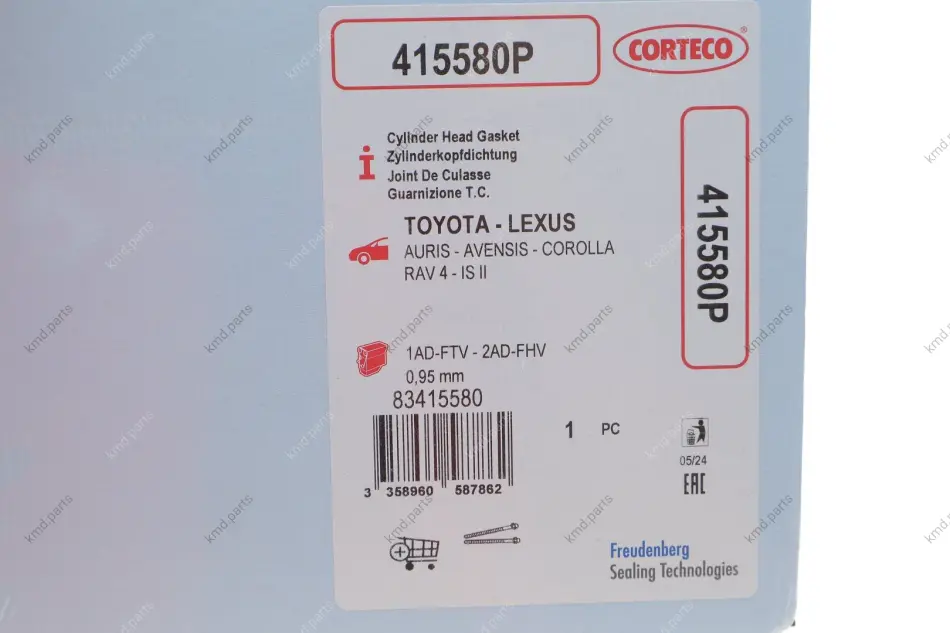 415580P
CORTECO®
Cylinder Head Gasket
Zylinderkopfdichtung
Joint De Culasse
Guarnizione T.C.
TOYOTA - LEXUS
AURIS - AVENSIS - COROLLA
RAV 4 - IS II
415580P
1AD-FTV - 2AD-FHV
0,95 mm
83415580
3 358960 587862
1 PC
05/24
EAC
Freudenberg
Sealing Technologies
kmd.parts